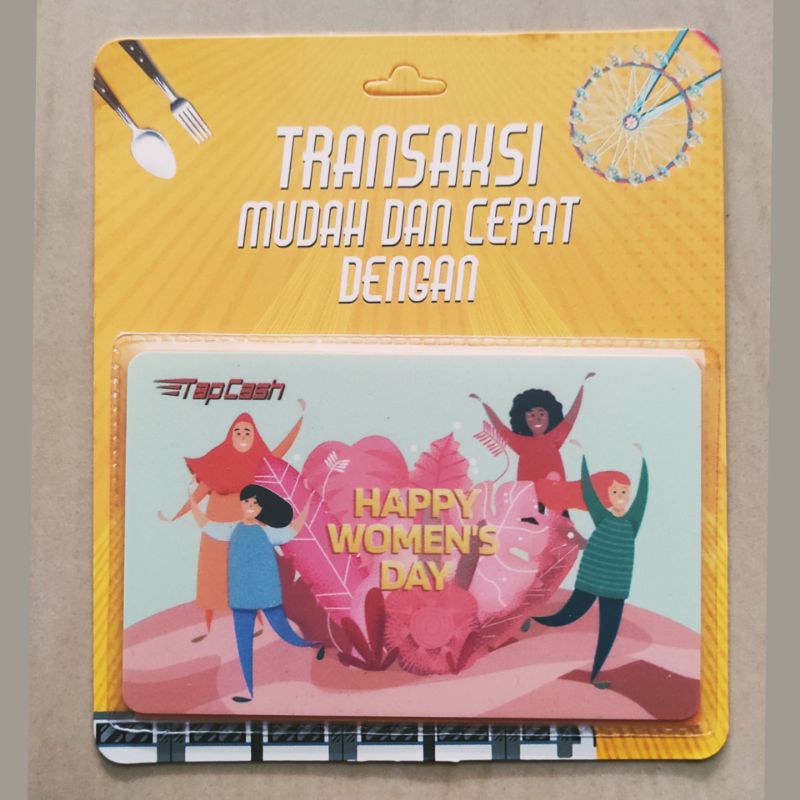 TRANSAKSI
MUDAH DAN CEPAT
DENGAN
TapCash
HAPPY
WOMEN'S
DAY